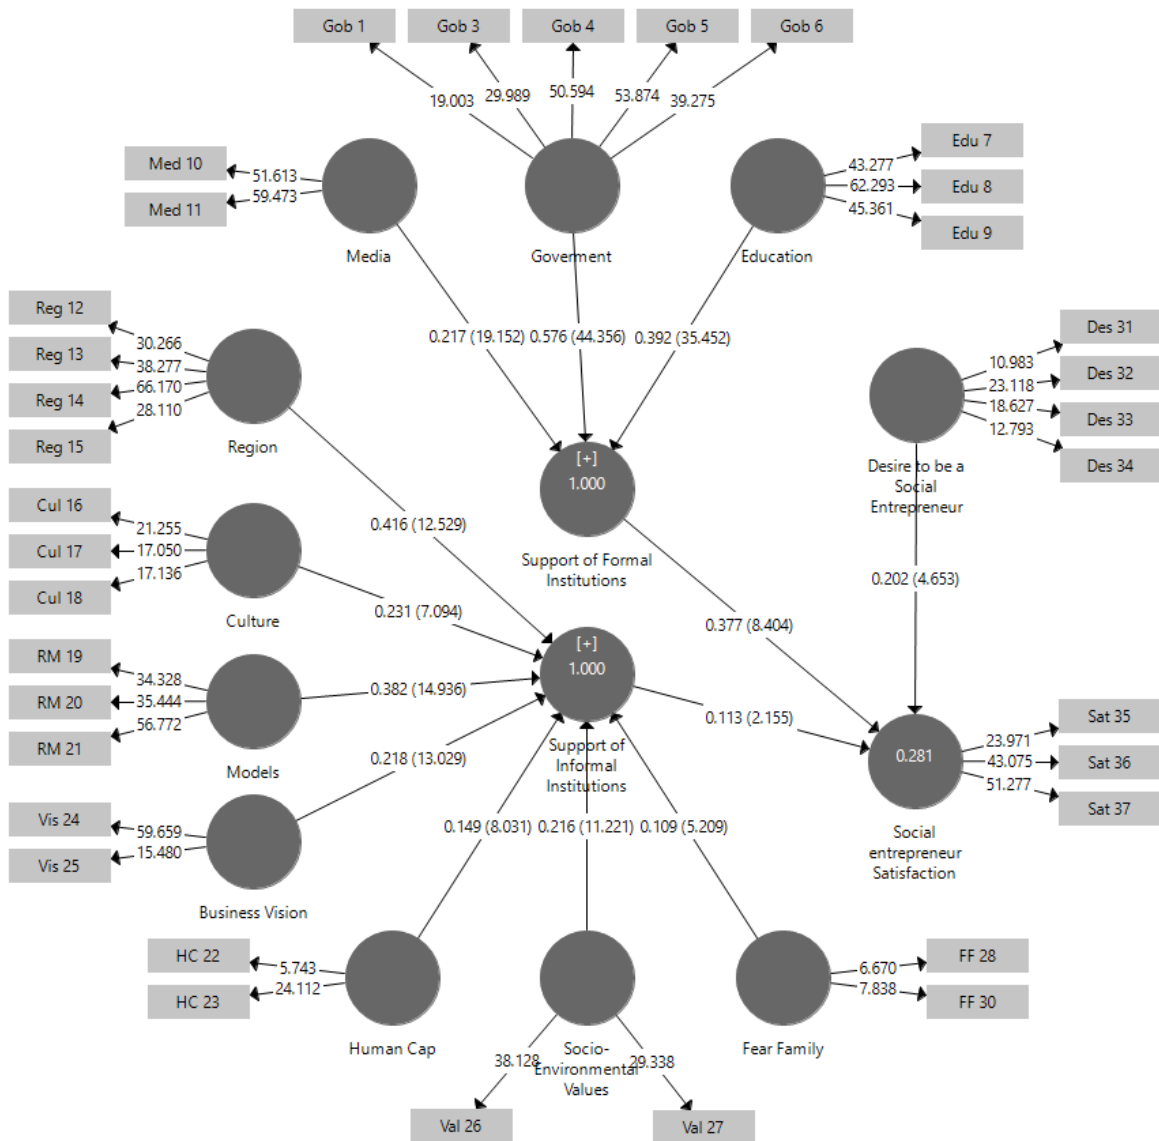 Gob 1
Gob 3
Gob 4
Gob 5
Gob 6
19.003
29.989
50.594
53.874
39.275
Med 10
Med 11
51.613
59.473
Media
Goverment
Education
43.277
62.293
45.361
Edu 7
Edu 8
Edu 9
0.217 (19.152)
0.576 (44.356)
0.392 (35.452)
Reg 12
Reg 13
Reg 14
Reg 15
30.266
38.277
66.170
28.110
Region
0.416 (12.529)
[+]
1.000
Support of Formal
Institutions
Des 31
Des 32
Des 33
Des 34
10.983
23.118
18.627
12.793
Desire to be a
Social
Entrepreneur
0.202 (4.653)
0.377 (8.404)
Cul 16
Cul 17
Cul 18
21.255
17.050
17.136
Culture
0.231 (7.094)
[+]
1.000
Support of
Informal
Institutions
0.113 (2.155)
RM 19
RM 20
RM 21
34.328
35.444
56.772
Models
0.382 (14.936)
0.281
Social
entrepreneur
Satisfaction
23.971
43.075
51.277
Sat 35
Sat 36
Sat 37
Vis 24
Vis 25
59.659
15.480
Business Vision
0.218 (13.029)
0.149 (8.031)
0.216 (11.221)
0.109 (5.209)
HC 22
HC 23
5.743
24.112
Human Cap
Socio-
Environmental
Values
38.128
29.338
Val 26
Val 27
Fear Family
6.670
7.838
FF 28
FF 30